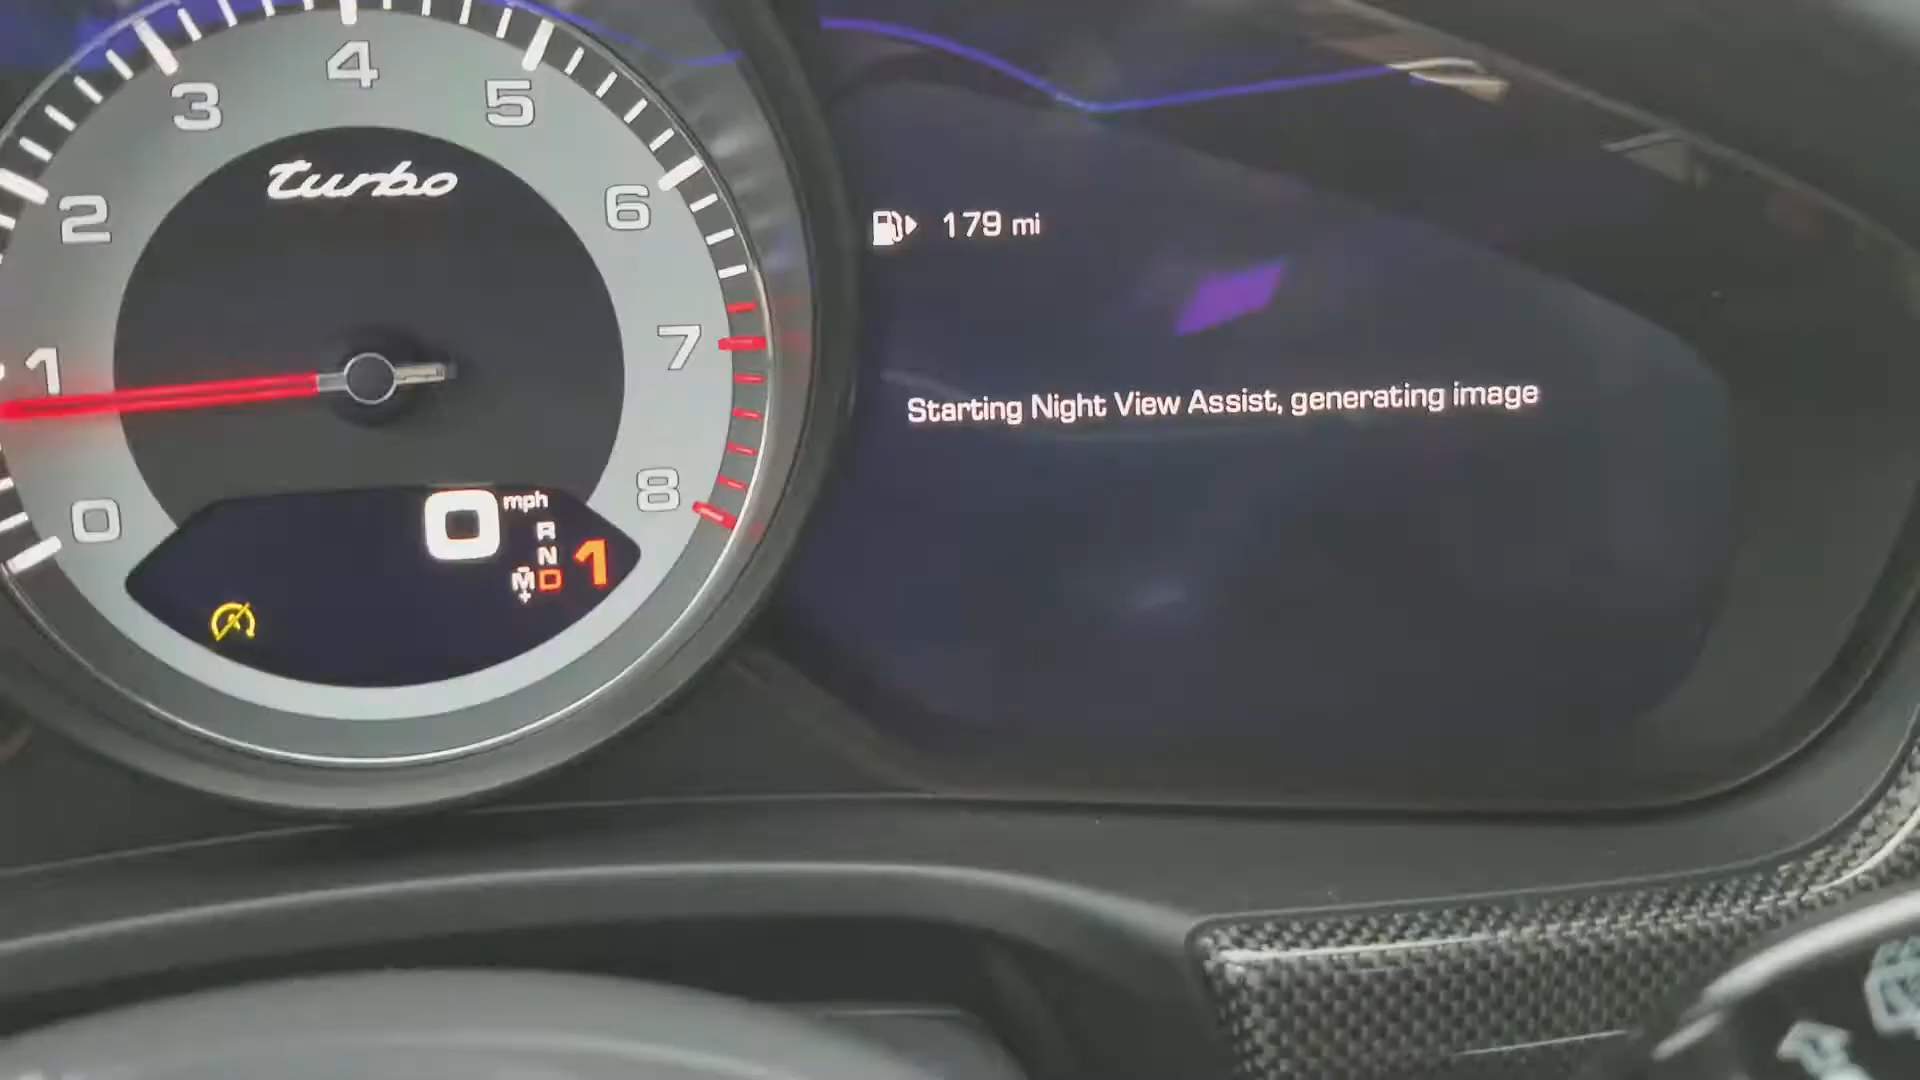 4
3
5
turbo
2
6
179 mi
1
7
Starting Night View Assist, generating image
0
8
0 mph
R
N
M D 1
+